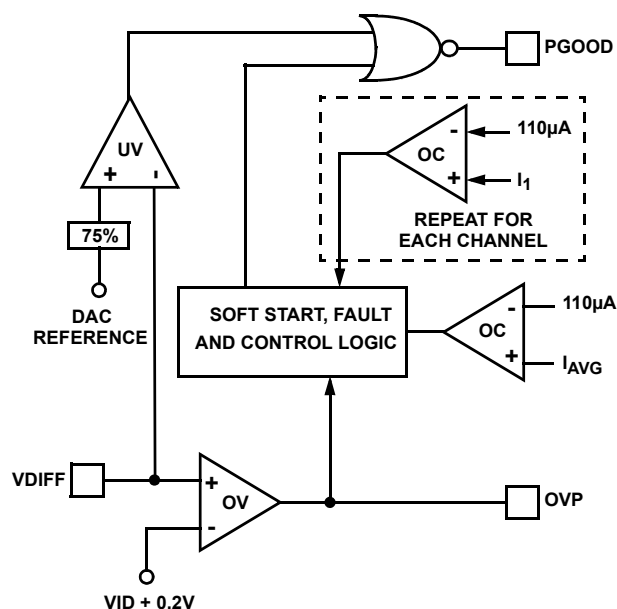 PGOOD
110µA
-
OC
+
I1
REPEAT FOR
EACH CHANNEL
UV
+ -
75%
DAC
REFERENCE
SOFT START, FAULT
AND CONTROL LOGIC
110µA
-
OC
+
IAVG
VDIFF
+
OV
-
OVP
VID + 0.2V